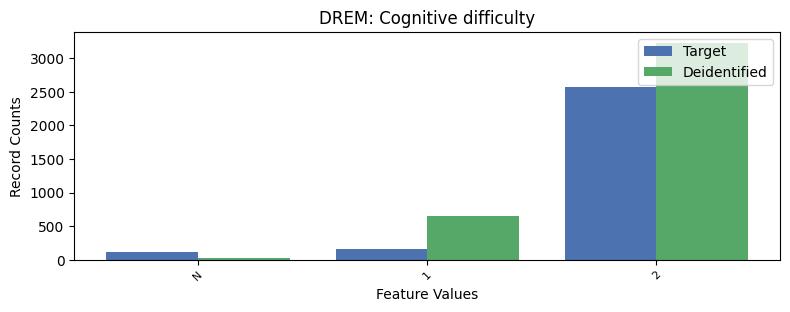 DREM: Cognitive difficulty
Target
Deidentified
Record Counts
3000
2500
2000
1500
1000
500
0
N
1
2
Feature Values